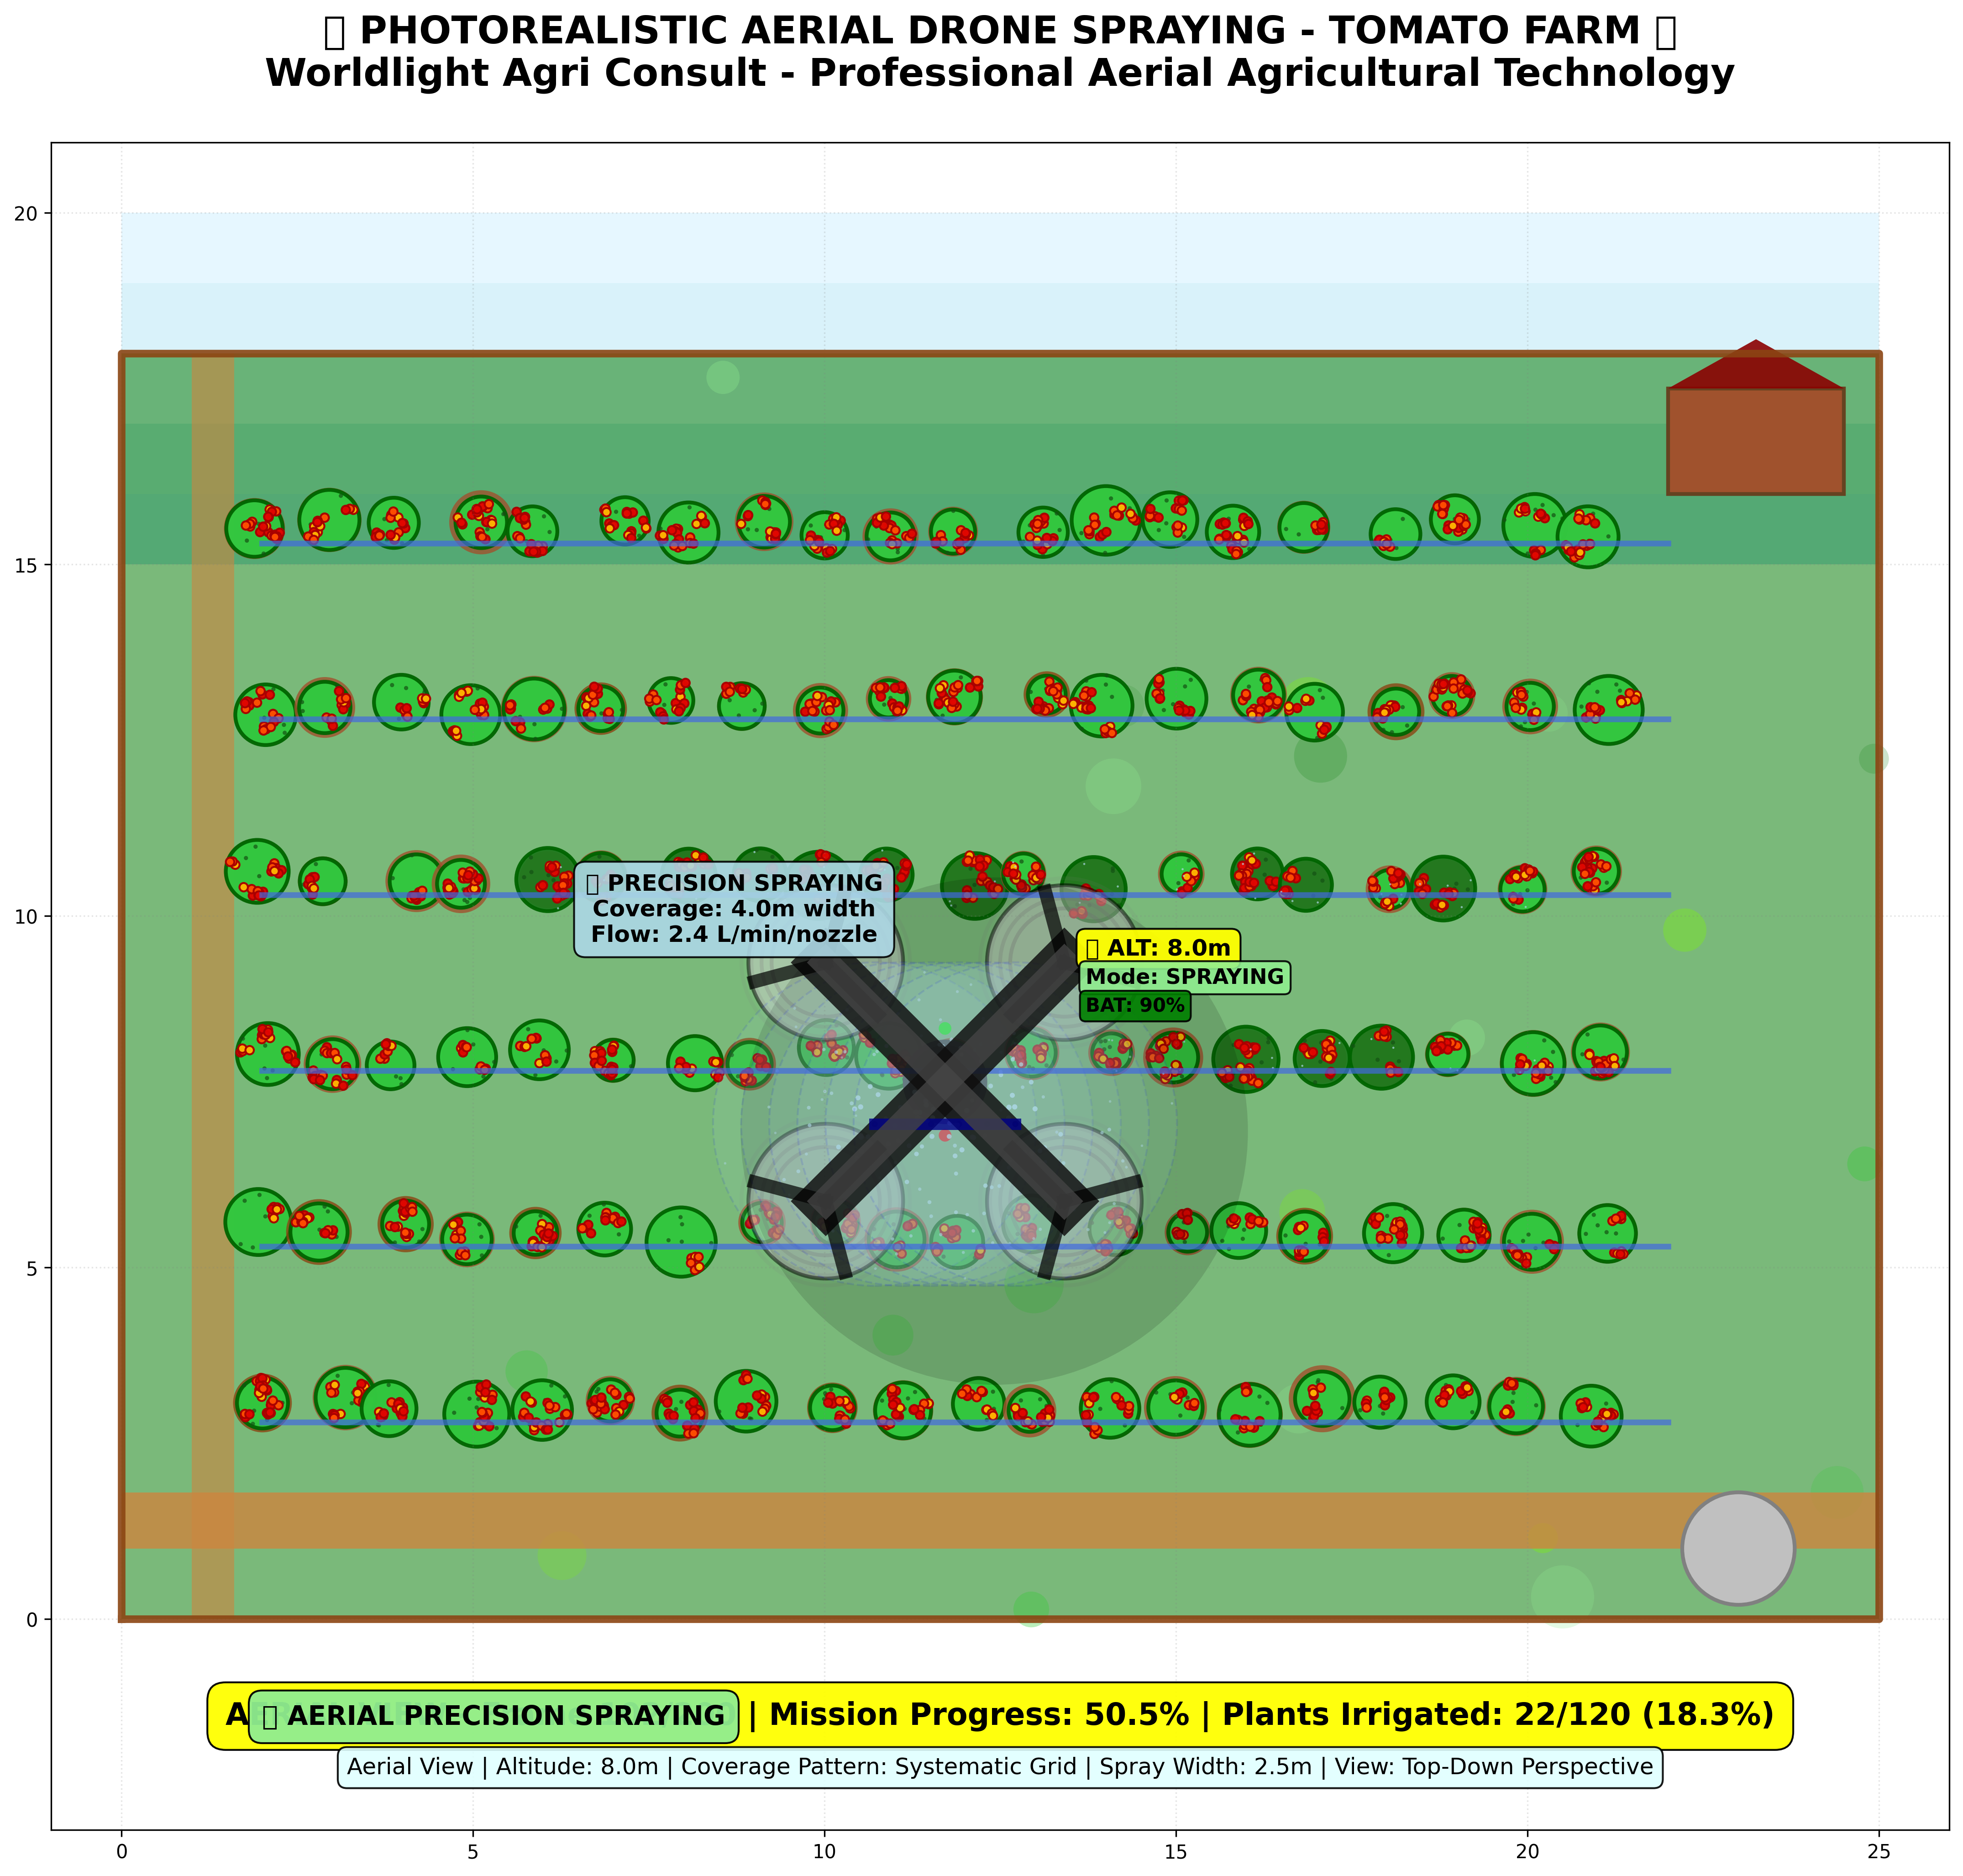 PHOTOREALISTIC AERIAL DRONE SPRAYING - TOMATO FARM
Worldlight Agri Consult - Professional Aerial Agricultural Technology
20
15
10
5
0
PRECISION SPRAYING
Coverage: 4.0m width
Flow: 2.4 L/min/nozzle
ALT: 8.0m
Mode: SPRAYING
BAT: 90%
AERIAL PRECISION SPRAYING
| Mission Progress: 50.5% | Plants Irrigated: 22/120 (18.3%)
Aerial View | Altitude: 8.0m | Coverage Pattern: Systematic Grid | Spray Width: 2.5m | View: Top-Down Perspective
0 5 10 15 20 25